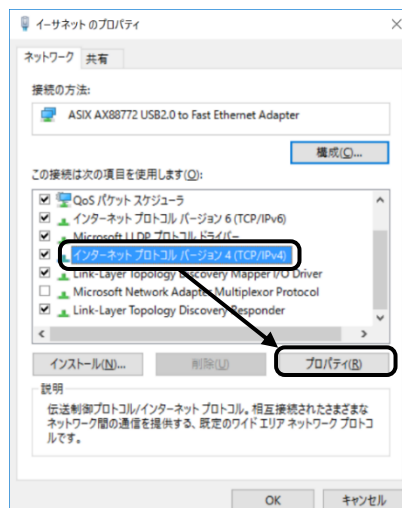 イーサネットのプロパティ
ネットワーク 共有
接続の方法:
ASIX AX88772 USB2.0 to Fast Ethernet Adapter
構成(C)...
この接続は次の項目を使用します(O):
QoS パケット スケジューラ
インターネット プロトコル バージョン 6 (TCP/IPv6)
Microsoft LLDP プロトコル ドライバー
インターネット プロトコル バージョン 4 (TCP/IPv4)
Link-Layer Topology Discovery Mapper I/O Driver
Microsoft Network Adapter Multiplexor Protocol
Link-Layer Topology Discovery Responder
インストール(N)... 削除(U) プロパティ(R)
説明
伝送制御プロトコル/インターネット プロトコル。相互接続されたさまざまな
ネットワーク間の通信を提供する、既定のワイド エリア ネットワーク プロトコ
ルです。
OK キャンセル